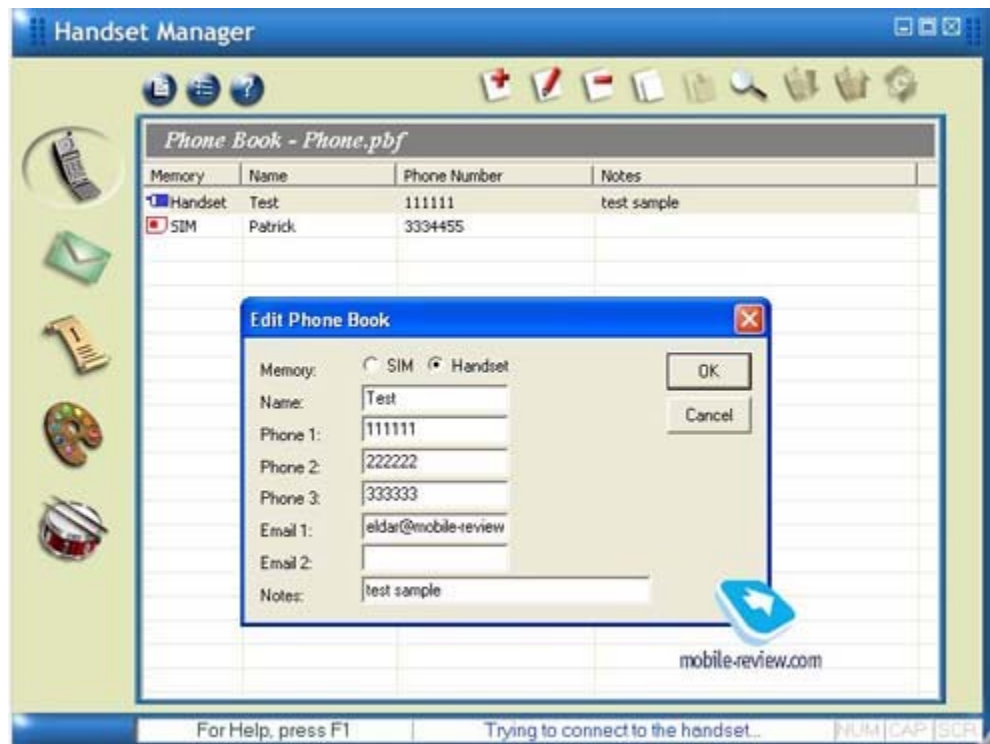 Handset Manager
Phone Book - Phone.pbf
Memory Name Phone Number Notes
Handset Test 111111 test sample
SIM Patrick 3334455
Edit Phone Book
Memory: SIM Handset
OK
Name: Test
Cancel
Phone 1: 111111
Phone 2: 222222
Phone 3: 333333
Email 1: eldar@mobile-review
Email 2:
Notes: test sample
mobile-review.com
For Help, press F1 Trying to connect to the handset... NUM CAP SCR